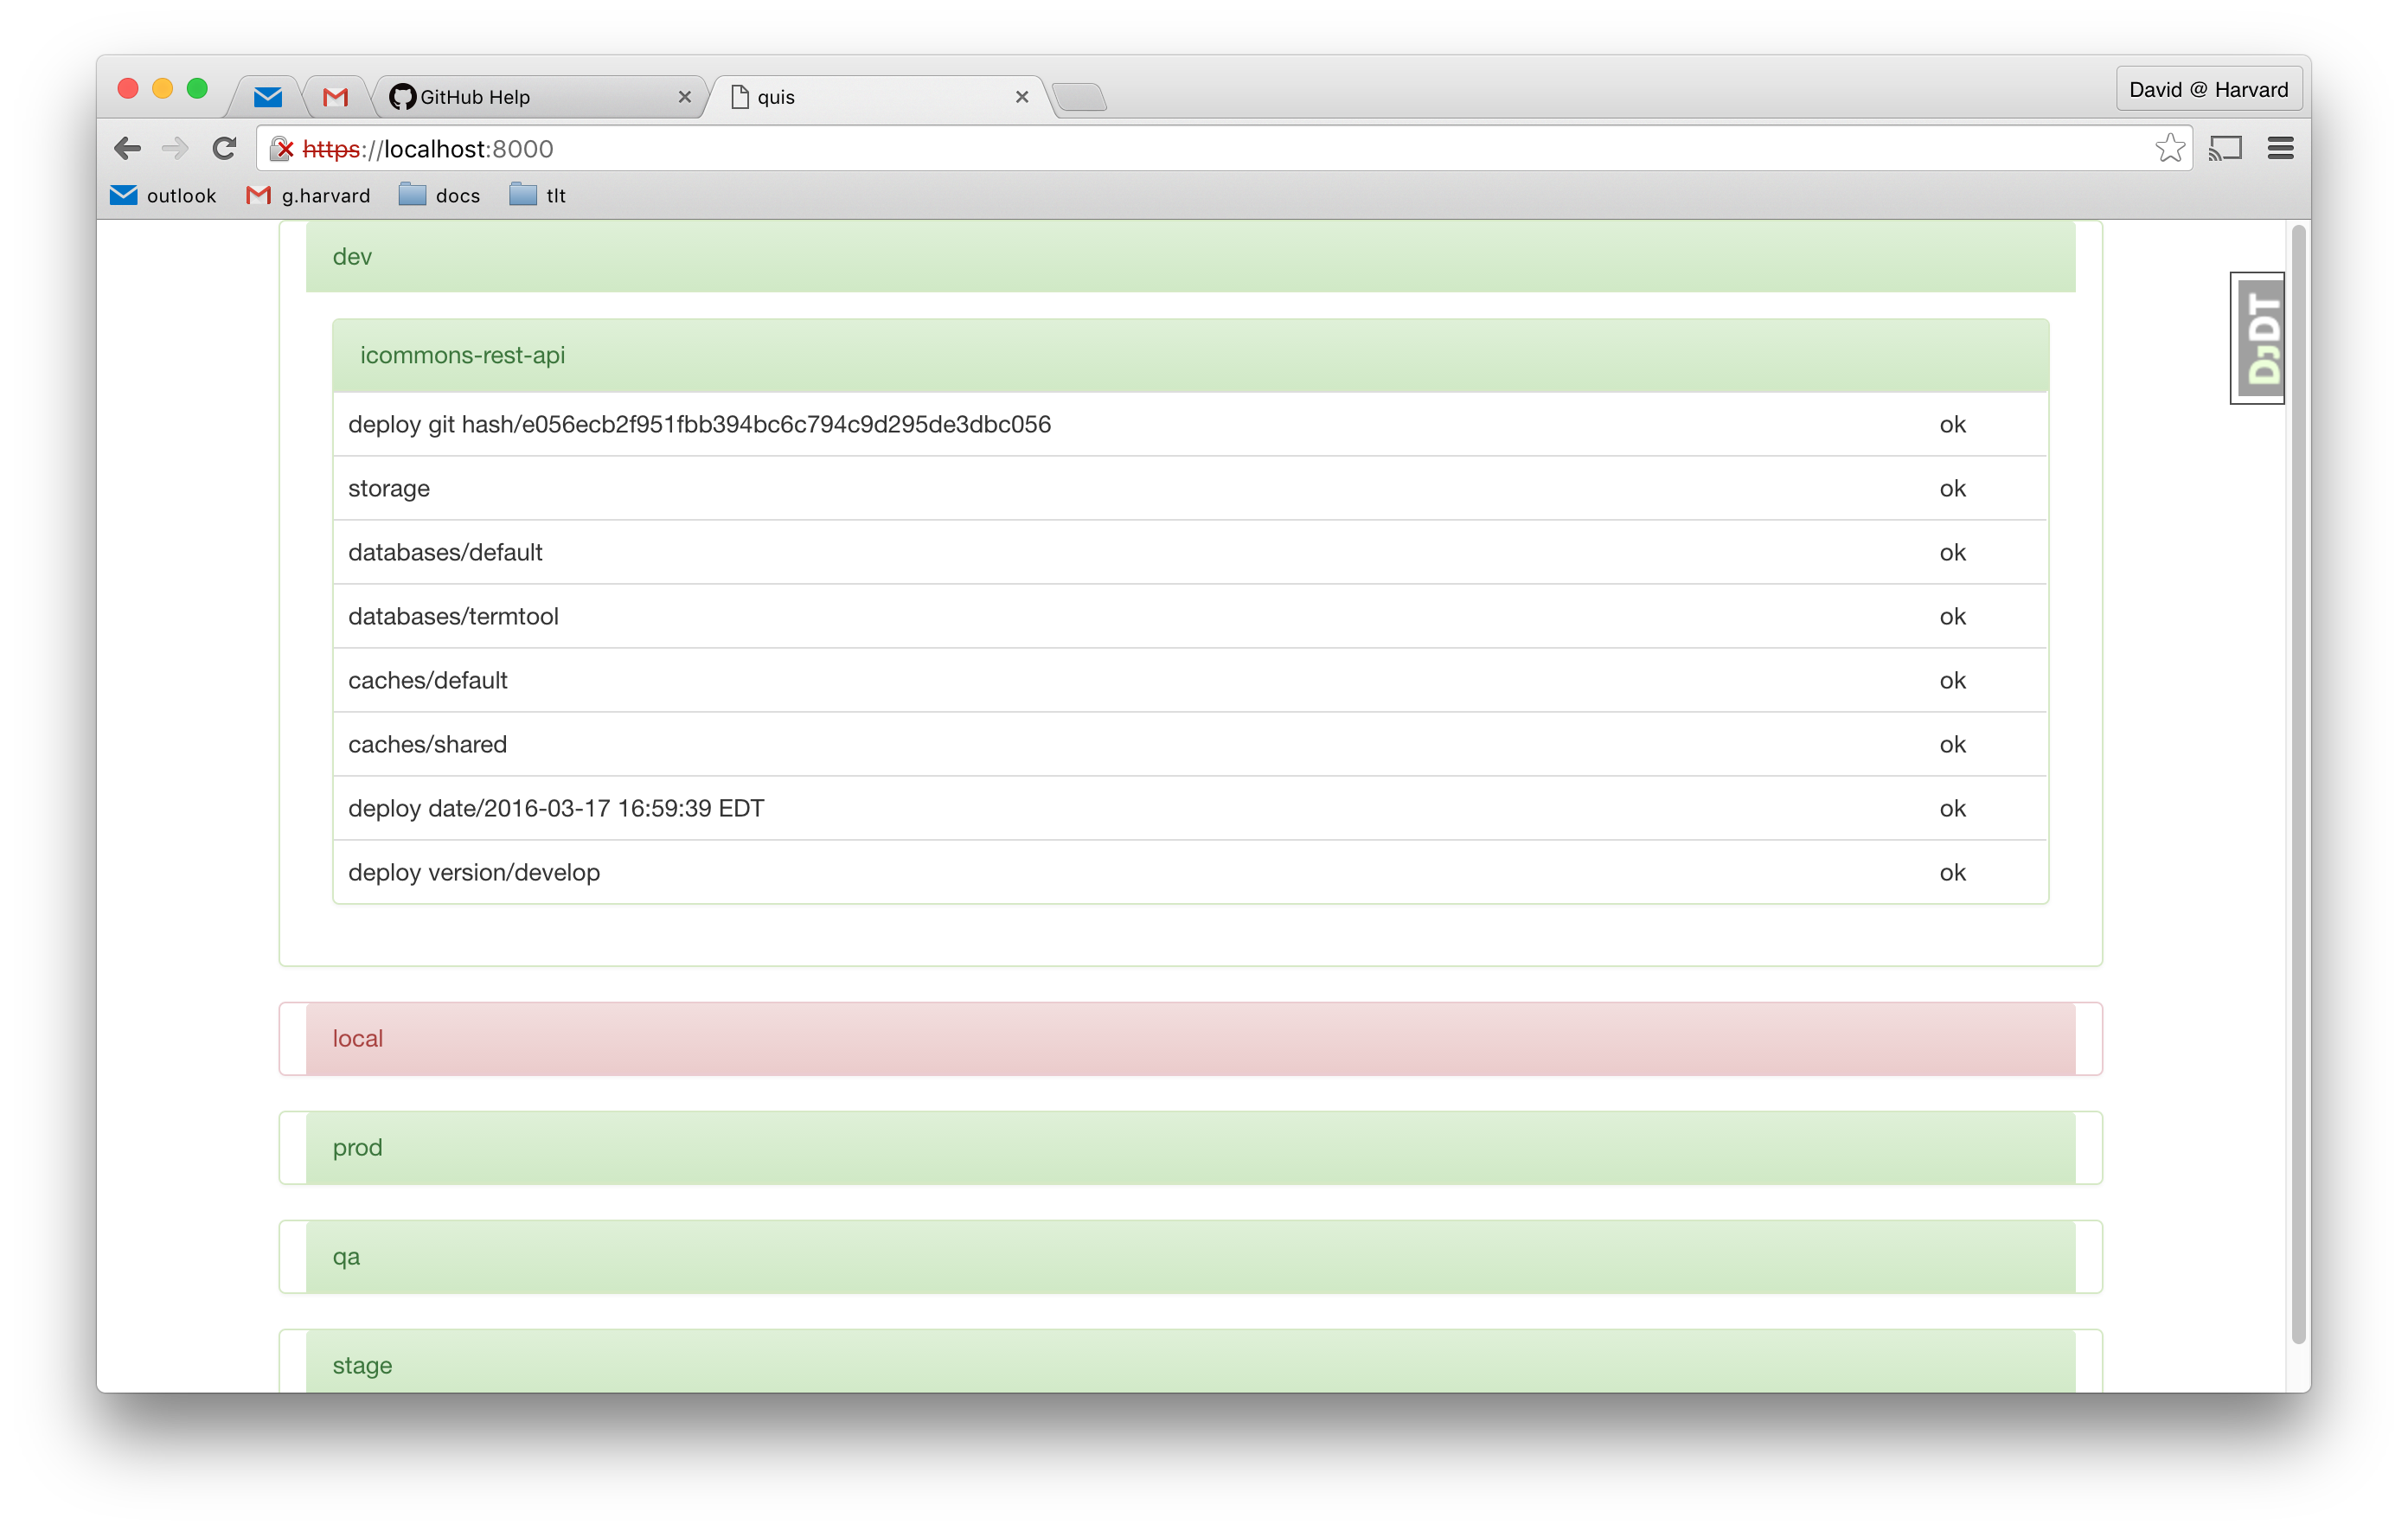 GitHub Help
quis
David @ Harvard
https://localhost:8000
outlook
g.harvard
docs
tlt
dev
DjDT
icommons-rest-api
deploy git hash/e056ecb2f951fbb394bc6c794c9d295de3dbc056 ok
storage ok
databases/default ok
databases/termtool ok
caches/default ok
caches/shared ok
deploy date/2016-03-17 16:59:39 EDT ok
deploy version/develop ok
local
prod
qa
stage